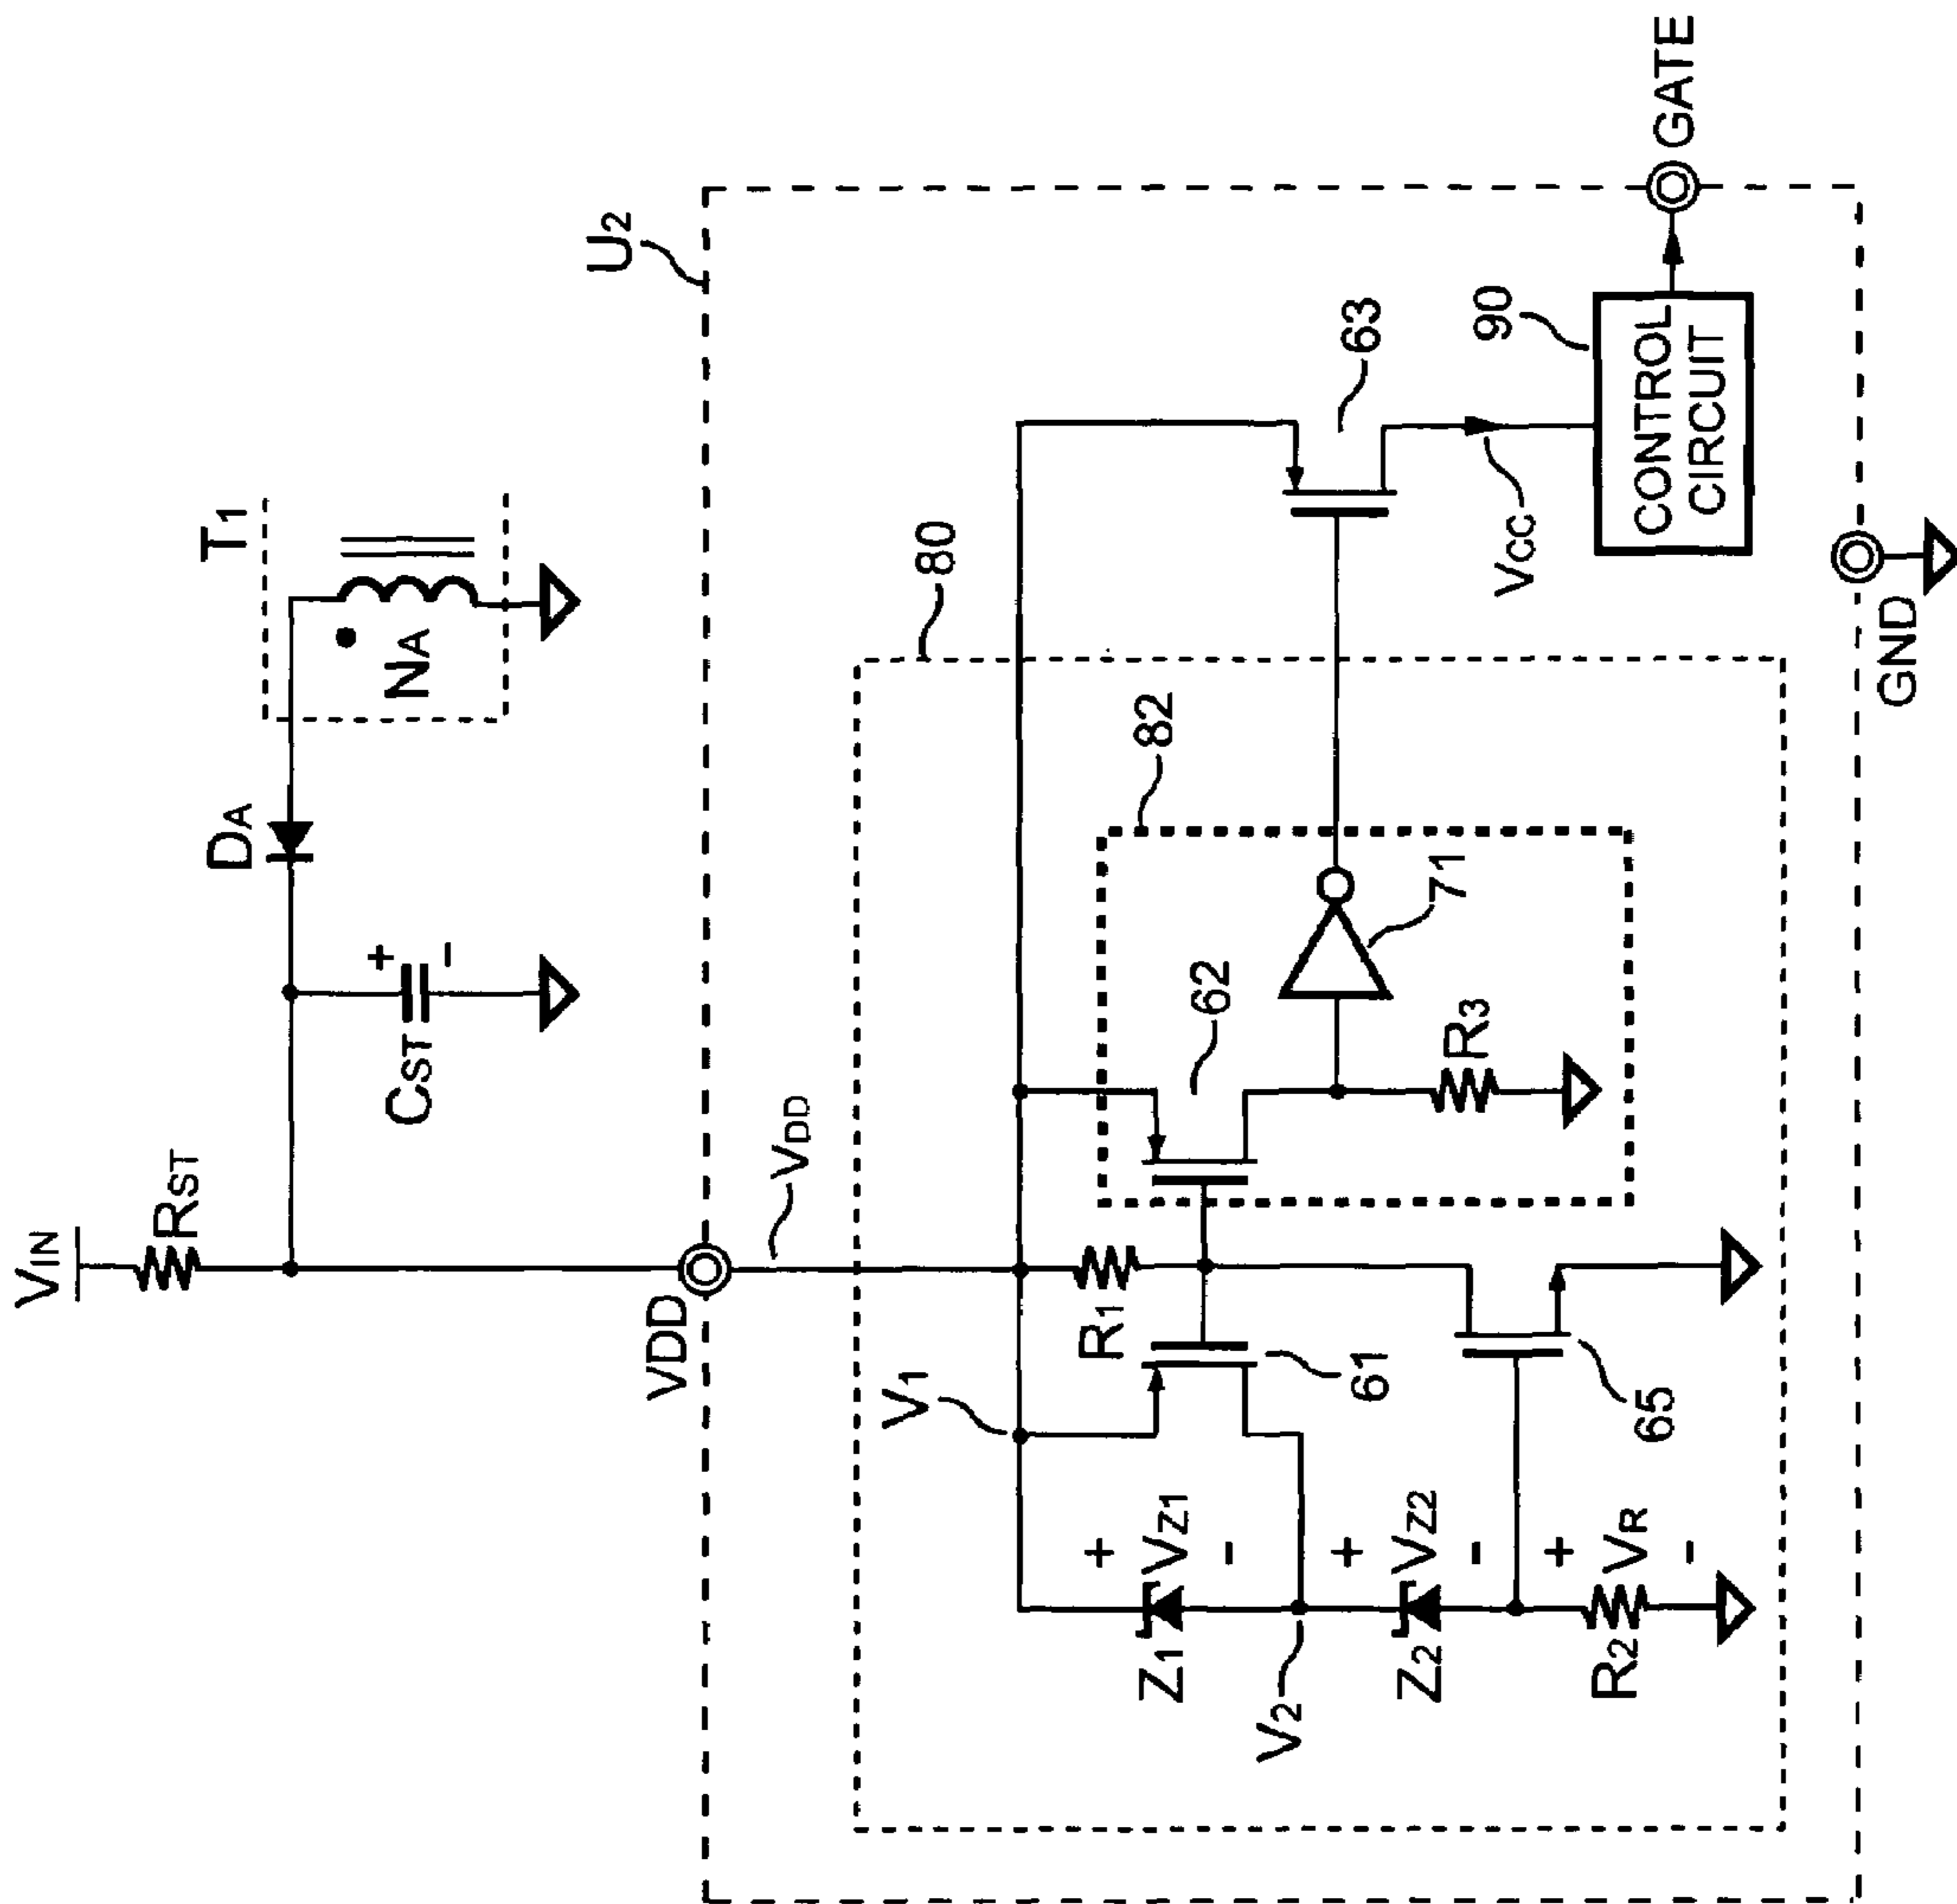 VIN
RST
CST
DA
T1
NA
VDD
VDD
U2
80
V1
R1
82
62
61
71
R3
63
Z1
+
VZ1
-
V2
Z2
+
VZ2
-
R2
+
VR
-
65
VCC
90
CONTROL
CIRCUIT
GATE
GND
+
-